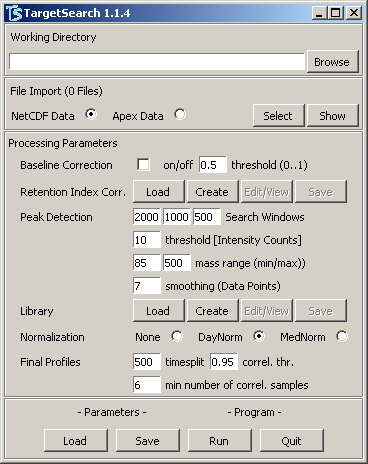 TS TargetSearch 1.1.4
Working Directory
Browse
File Import (0 Files)
NetCDF Data Apex Data Select Show
Processing Parameters
Baseline Correction on/off 0.5 threshold (0..1)
Retention Index Corr. Load Create Edit/View Save
Peak Detection 2000 1000 500 Search Windows
10 threshold [Intensity Counts]
85 500 mass range (min/max))
7 smoothing (Data Points)
Library Load Create Edit/View Save
Normalization None DayNorm MedNorm
Final Profiles 500 timesplit 0.95 correl. thr.
6 min number of correl. samples
- Parameters - - Program -
Load Save Run Quit